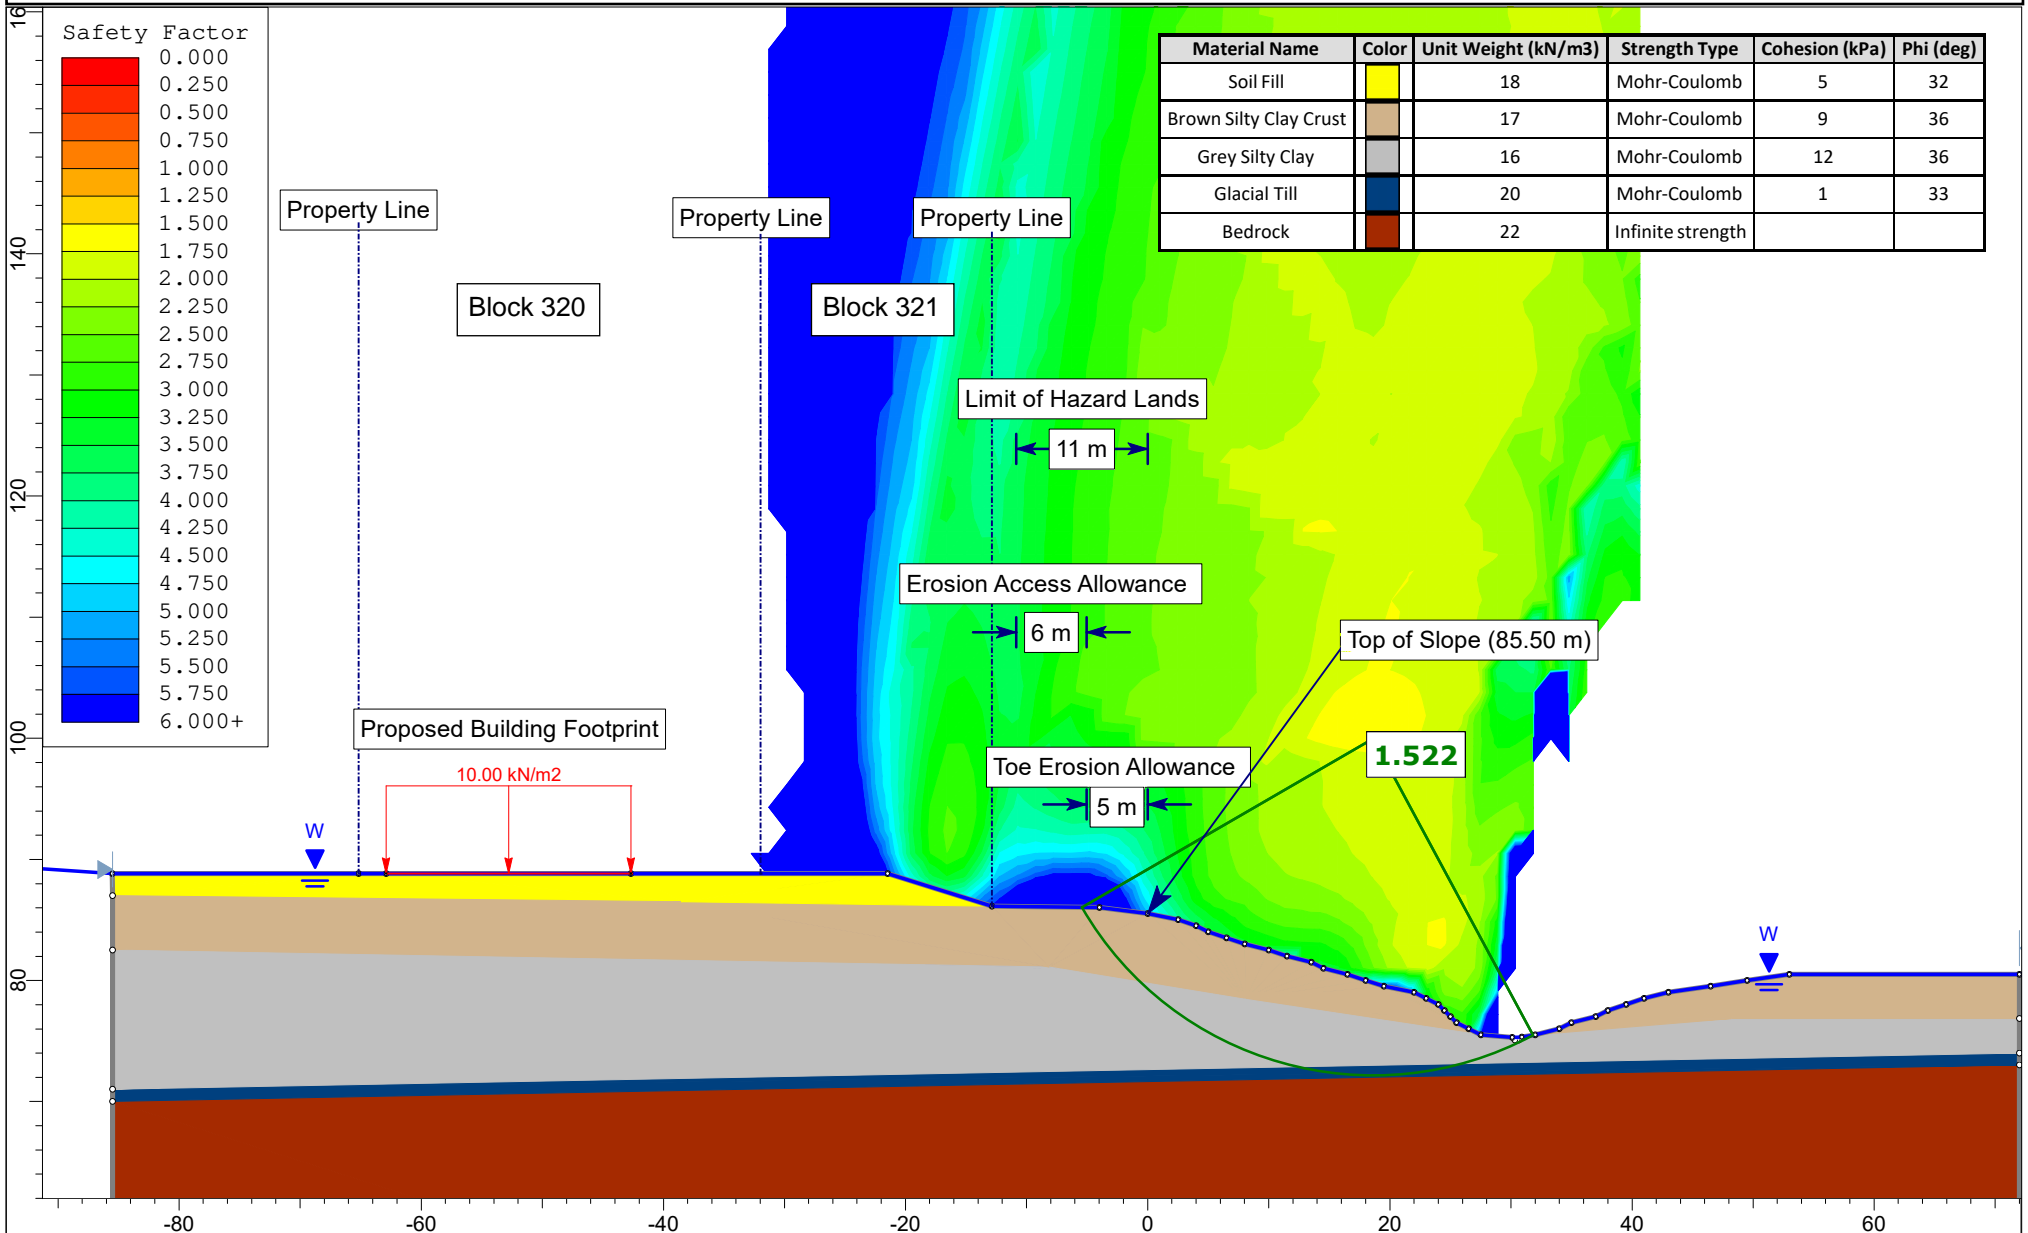 Safety Factor
0.000
0.250
0.500
0.750
1.000
1.250
1.500
1.750
2.000
2.250
2.500
2.750
3.000
3.250
3.500
3.750
4.000
4.250
4.500
4.750
5.000
5.250
5.500
5.750
6.000+
Material Name Color Unit Weight (kN/m3) Strength Type Cohesion (kPa) Phi (deg)
Soil Fill 18 Mohr-Coulomb 5 32
Brown Silty Clay Crust 17 Mohr-Coulomb 9 36
Grey Silty Clay 16 Mohr-Coulomb 12 36
Glacial Till 20 Mohr-Coulomb 1 33
Bedrock 22 Infinite strength
Property Line
Property Line
Property Line
Block 320
Block 321
Limit of Hazard Lands
11 m
Erosion Access Allowance
6 m
Top of Slope (85.50 m)
Proposed Building Footprint
10.00 kN/m2
Toe Erosion Allowance
5 m
1.522
W
W
140
120
100
80
-80 -60 -40 -20 0 20 40 60